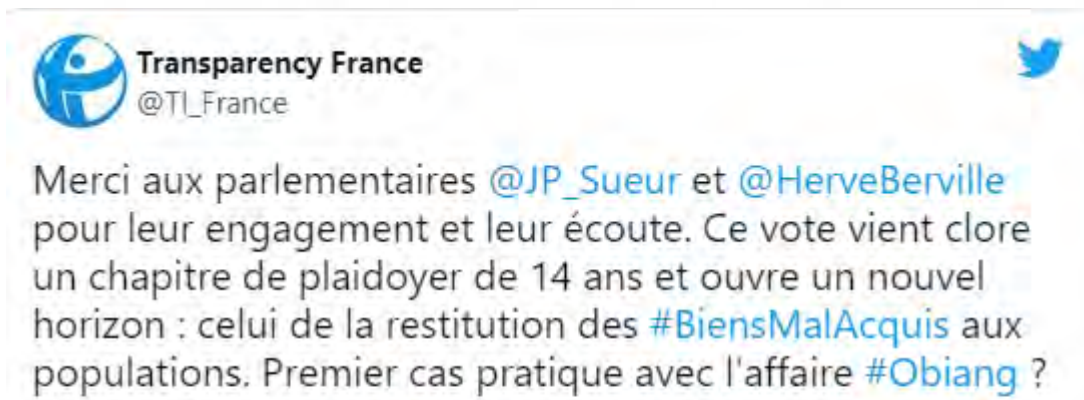 Transparency France
@TI_France
Merci aux parlementaires @JP_Sueur et @HerveBerville
pour leur engagement et leur écoute. Ce vote vient clore
un chapitre de plaidoyer de 14 ans et ouvre un nouvel
horizon : celui de la restitution des #BiensMalAcquis aux
populations. Premier cas pratique avec l'affaire #Obiang ?